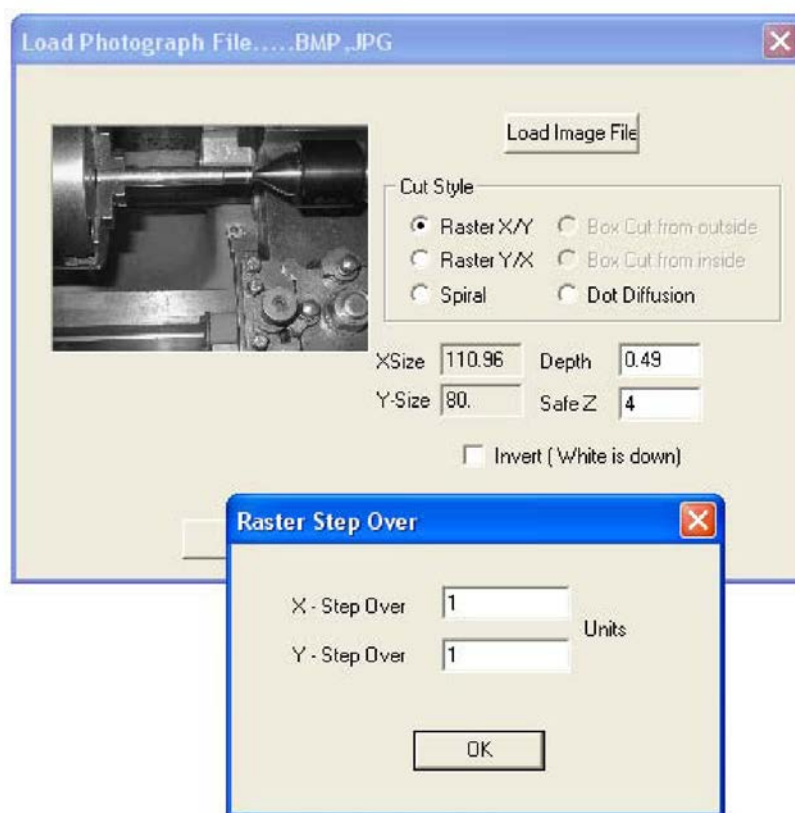 Load Photograph File.....BMP,JPG
Load Image File
Cut Style
Raster X/Y
Box Cut from outside
Raster Y/X
Box Cut from inside
Spiral
Dot Diffusion
XSize 110.96 Depth 0.49
Y-Size 80. Safe Z 4
Invert ( White is down)
Raster Step Over
X - Step Over 1
Units
Y - Step Over 1
OK